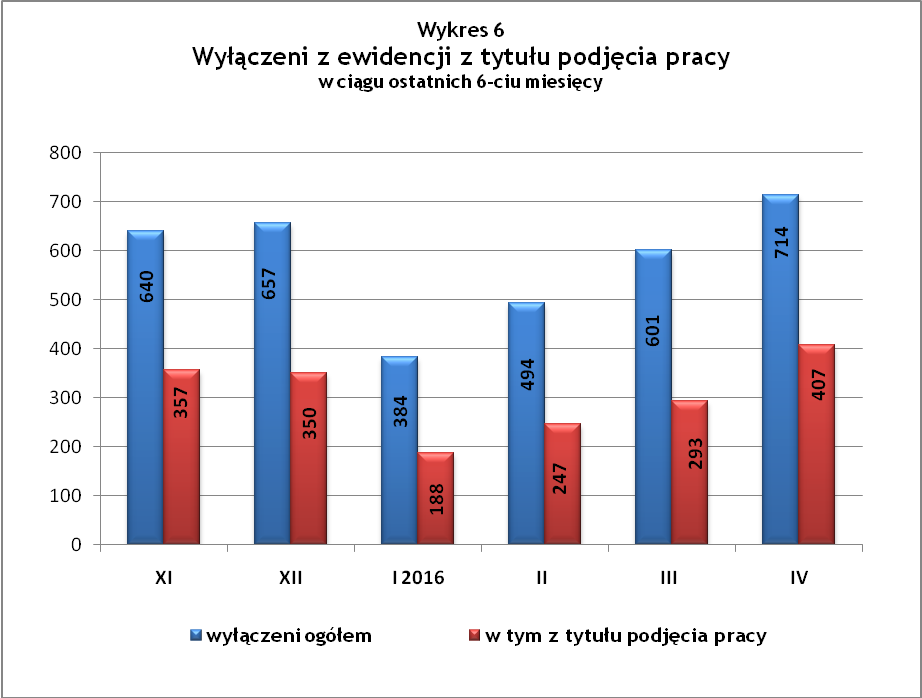 Wykres 6
Wyłączeni z ewidencji z tytułu podjęcia pracy
w ciągu ostatnich 6-ciu miesięcy
800
700
600
500
400
300
200
100
0
640
357
657
350
384
188
494
247
601
293
714
407
XI
XII
I 2016
II
III
IV
wyłączeni ogółem
w tym z tytułu podjęcia pracy